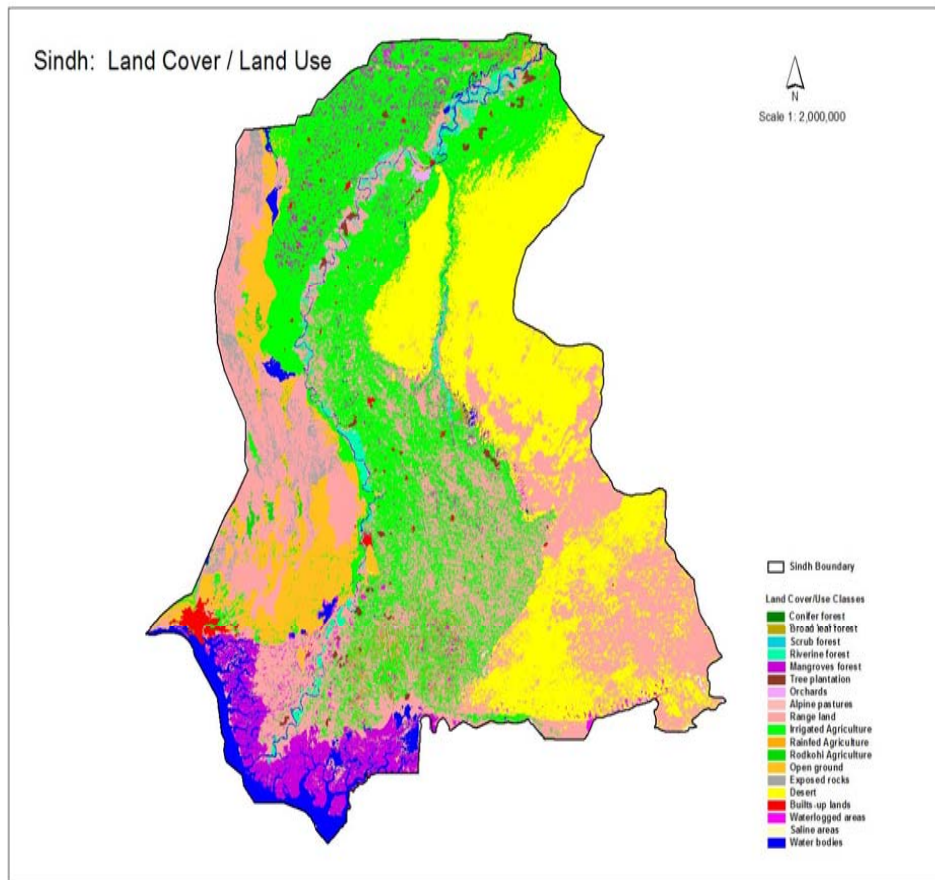 Sindh: Land Cover / Land Use
N
Scale 1: 2,000,000
Sindh Boundary
Land Cover/Use Classes
Conifer forest
Broad leaf forest
Scrub forest
Riverine forest
Mangroves forest
Tree plantation
Orchards
Alpine pastures
Range land
Irrigated Agriculture
Rainfed Agriculture
Rodkohi Agriculture
Open ground
Exposed rocks
Desert
Builts-up lands
Waterlogged areas
Saline areas
Water bodies